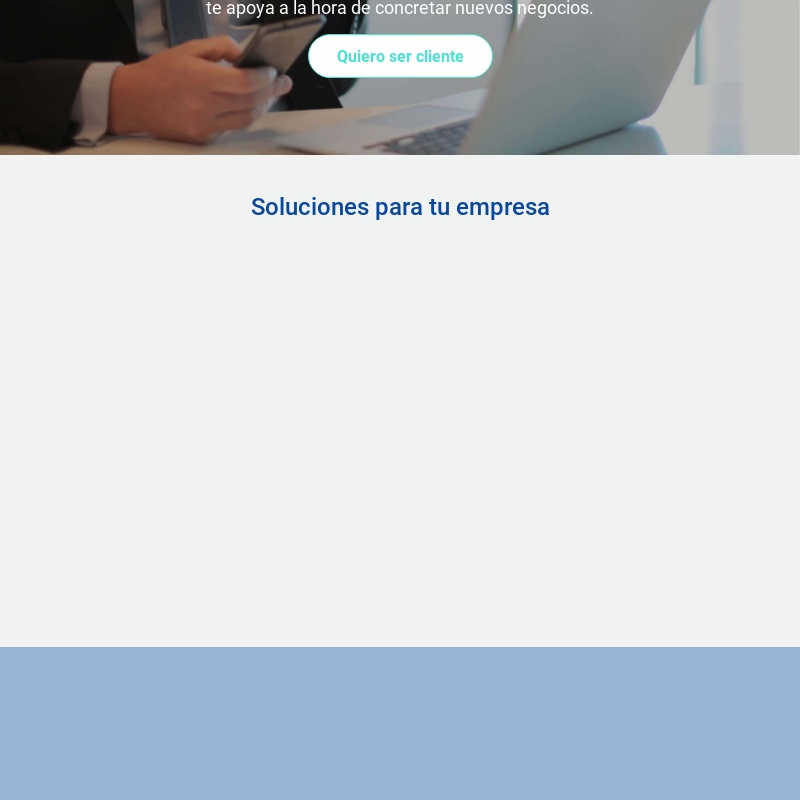 te apoya a la hora de concretar nuevos negocios.
Quiero ser cliente
Soluciones para tu empresa